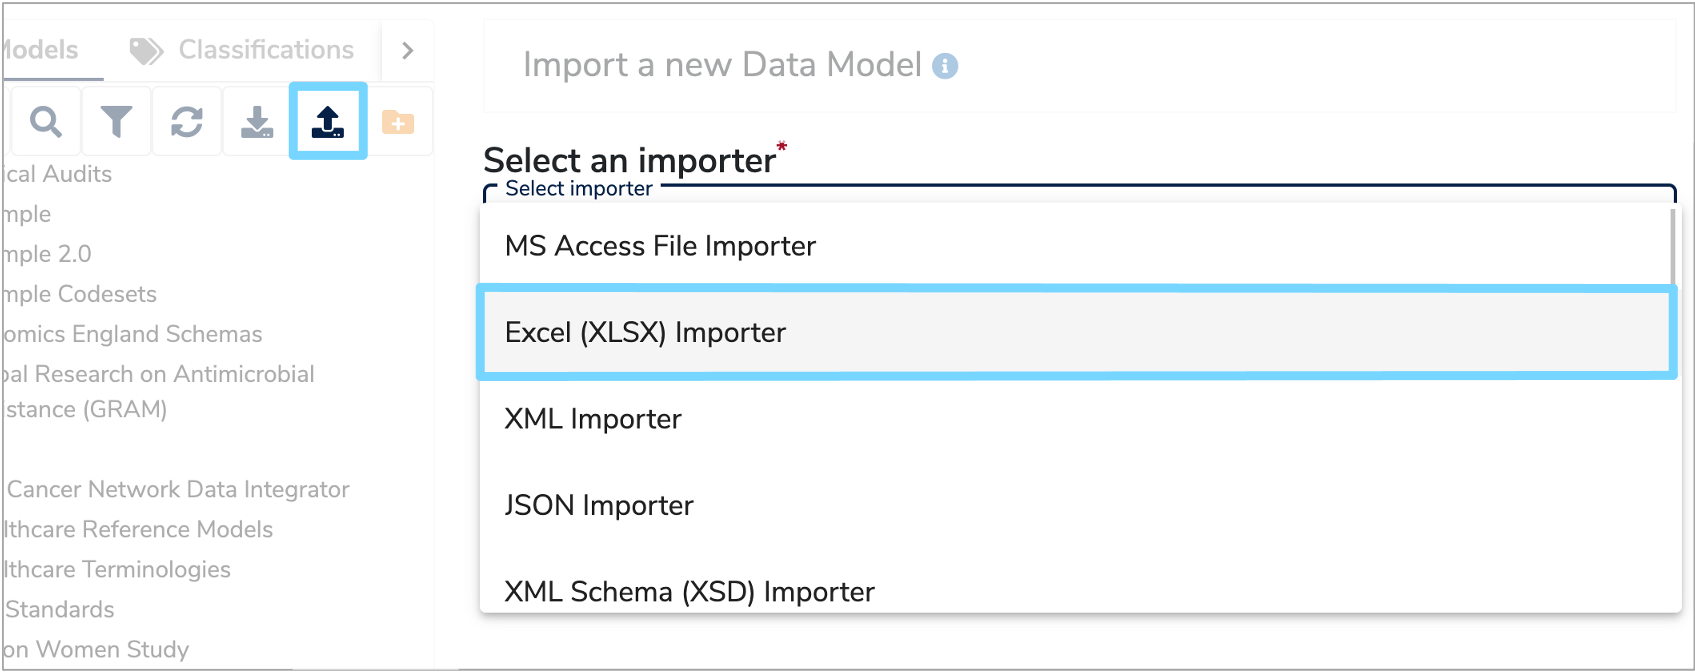 Models
Classifications
ical Audits
mple
mple 2.0
mple Codesets
omics England Schemas
bal Research on Antimicrobial
istance (GRAM)
Cancer Network Data Integrator
lthcare Reference Models
lthcare Terminologies
Standards
on Women Study
Import a new Data Model
Select an importer*
Select importer
MS Access File Importer
Excel (XLSX) Importer
XML Importer
JSON Importer
XML Schema (XSD) Importer